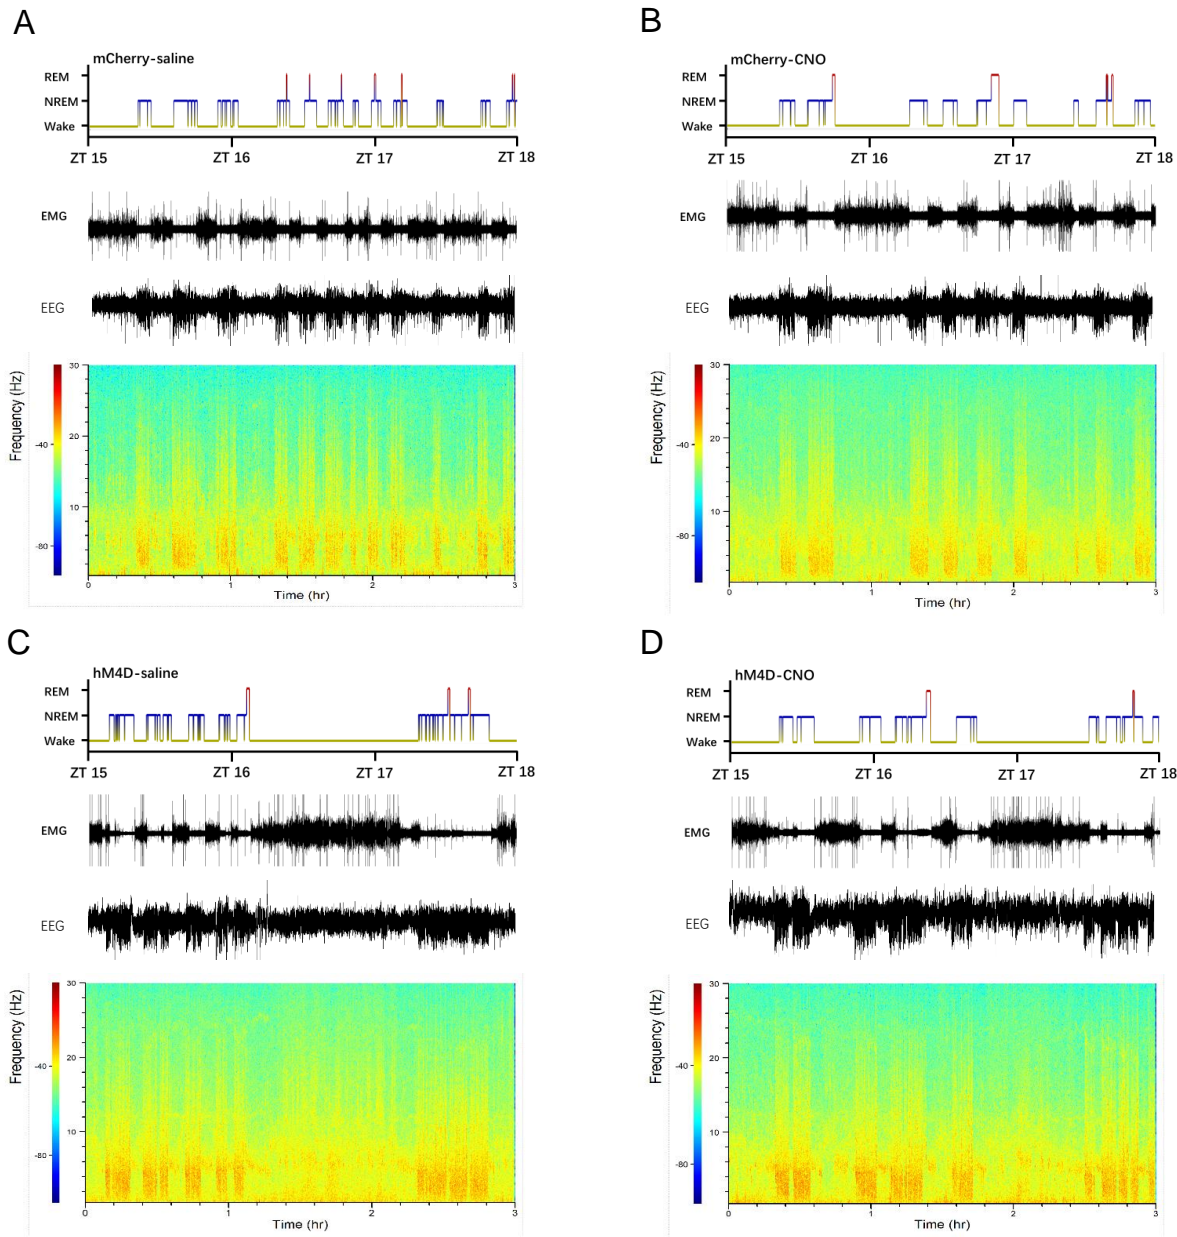 A
mCherry-saline
REM
NREM
Wake
ZT 15 ZT 16 ZT 17 ZT 18
EMG
EEG
Frequency (Hz)
30
20
10
-40
-80
0 1 2 3
Time (hr)
B
mCherry-CNO
REM
NREM
Wake
ZT 15 ZT 16 ZT 17 ZT 18
EMG
EEG
Frequency (Hz)
30
20
10
-40
-80
0 1 2 3
Time (hr)
C
hM4D-saline
REM
NREM
Wake
ZT 15 ZT 16 ZT 17 ZT 18
EMG
EEG
Frequency (Hz)
30
20
10
-40
-80
0 1 2 3
Time (hr)
D
hM4D-CNO
REM
NREM
Wake
ZT 15 ZT 16 ZT 17 ZT 18
EMG
EEG
Frequency (Hz)
30
20
10
-40
-80
0 1 2 3
Time (hr)